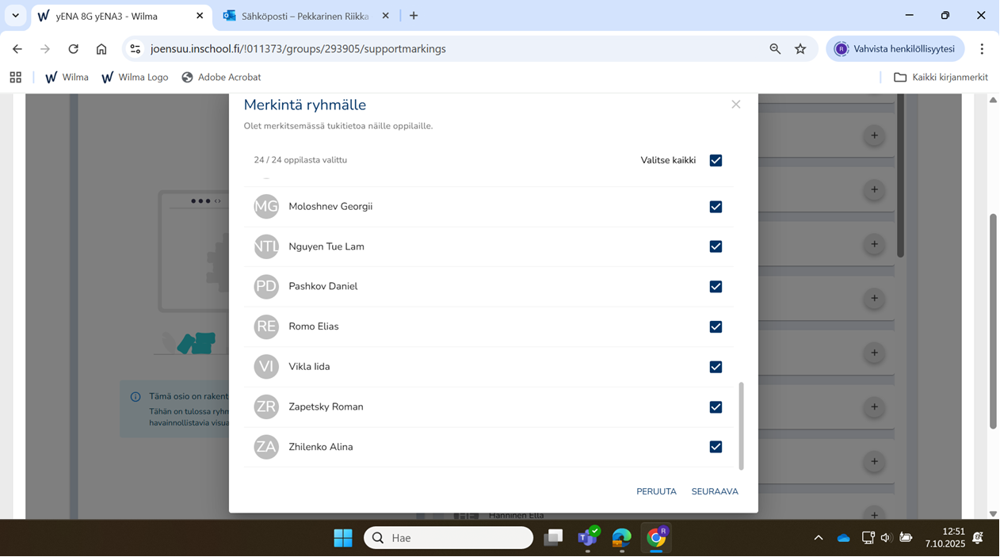 yENA 8G yENA3 - Wilma
Sähköposti – Pekkarinen Riikka
joensuu.inschool.fi/!011373/groups/293905/supportmarkings
R
Vahvista henkilöllisyytesi
Wilma
Wilma Logo
Adobe Acrobat
Kaikki kirjanmerkit
Merkintä ryhmälle
Olet merkitsemässä tukitietoa näille oppilaille.
24 / 24 oppilasta valittu
Valitse kaikki
MG Moloshnev Georgii
NTL Nguyen Tue Lam
PD Pashkov Daniel
RE Romo Elias
VI Vikla Iida
ZR Zapetsky Roman
ZA Zhilenko Alina
Tämä osio on rakent
Tähän on tulossa ryhm
havainnollistavia visua
PERUUTA
SEURAAVA
HE Hänninen Ella
Hae
R
12:51
7.10.2025